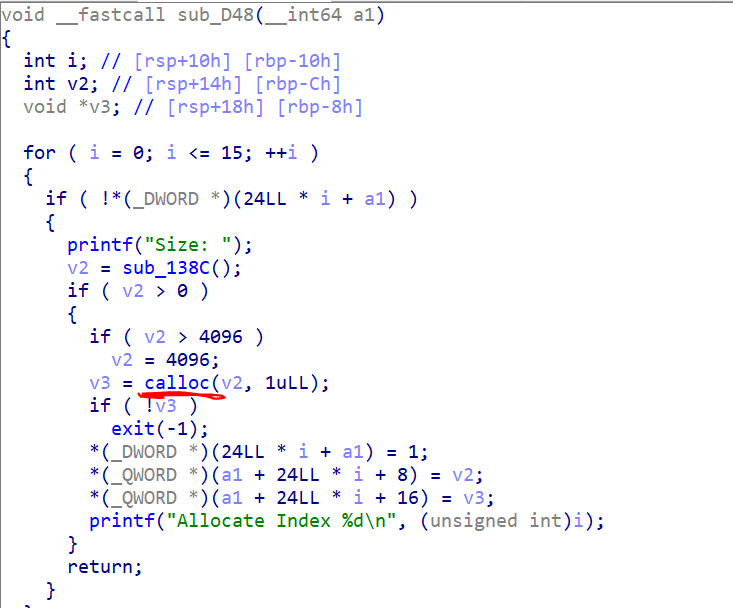 void __fastcall sub_D48(__int64 a1)
{
  int i; // [rsp+10h] [rbp-10h]
  int v2; // [rsp+14h] [rbp-Ch]
  void *v3; // [rsp+18h] [rbp-8h]

  for ( i = 0; i <= 15; ++i )
  {
    if ( !*(_DWORD *)(24LL * i + a1) )
    {
      printf("Size: ");
      v2 = sub_138C();
      if ( v2 > 0 )
      {
        if ( v2 > 4096 )
          v2 = 4096;
        v3 = calloc(v2, 1uLL);
        if ( !v3 )
          exit(-1);
        *(_DWORD *)(24LL * i + a1) = 1;
        *(_QWORD *)(a1 + 24LL * i + 8) = v2;
        *(_QWORD *)(a1 + 24LL * i + 16) = v3;
        printf("Allocate Index %d\n", (unsigned int)i);
      }
      return;
    }